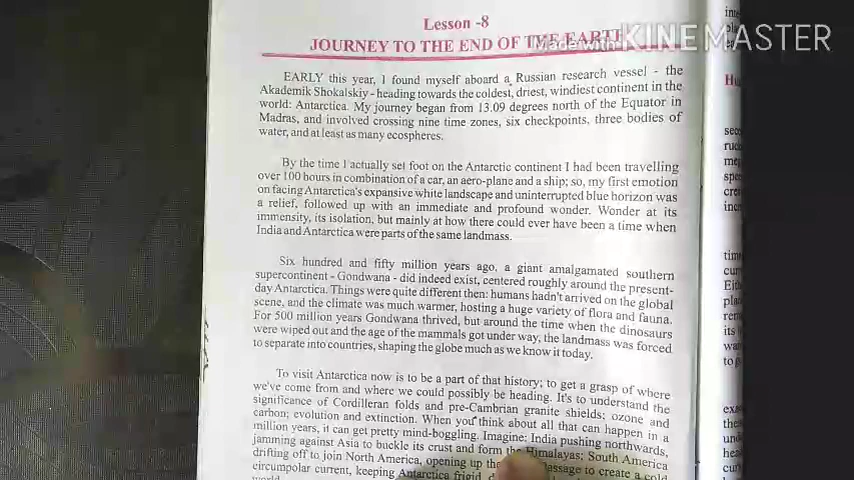 Lesson -8
JOURNEY TO THE END OF THE EARTH
Made with KINEMASTER
EARLY this year, I found myself aboard a Russian research vessel - the
Akademik Shokalskiy - heading towards the coldest, driest, windiest continent in the
world: Antarctica. My journey began from 13.09 degrees north of the Equator in
Madras, and involved crossing nine time zones, six checkpoints, three bodies of
water, and at least as many ecospheres.
By the time I actually set foot on the Antarctic continent I had been travelling
over 100 hours in combination of a car, an aero-plane and a ship; so, my first emotion
on facing Antarctica's expansive white landscape and uninterrupted blue horizon was
a relief, followed up with an immediate and profound wonder. Wonder at its
immensity, its isolation, but mainly at how there could ever have been a time when
India and Antarctica were parts of the same landmass.
Six hundred and fifty million years ago, a giant amalgamated southern
supercontinent - Gondwana - did indeed exist, centered roughly around the present-
day Antarctica. Things were quite different then: humans hadn't arrived on the global
scene, and the climate was much warmer, hosting a huge variety of flora and fauna.
For 500 million years Gondwana thrived, but around the time when the dinosaurs
were wiped out and the age of the mammals got under way, the landmass was forced
to separate into countries, shaping the globe much as we know it today.
To visit Antarctica now is to be a part of that history; to get a grasp of where
we've come from and where we could possibly be heading. It's to understand the
significance of Cordilleran folds and pre-Cambrian granite shields; ozone and
carbon; evolution and extinction. When you think about all that can happen in a
million years, it can get pretty mind-boggling. Imagine: India pushing northwards,
jamming against Asia to buckle its crust and form the Himalayas; South America
drifting off to join North America, opening up the passage to create a cold
circumpolar current, keeping Antarctica frigid,